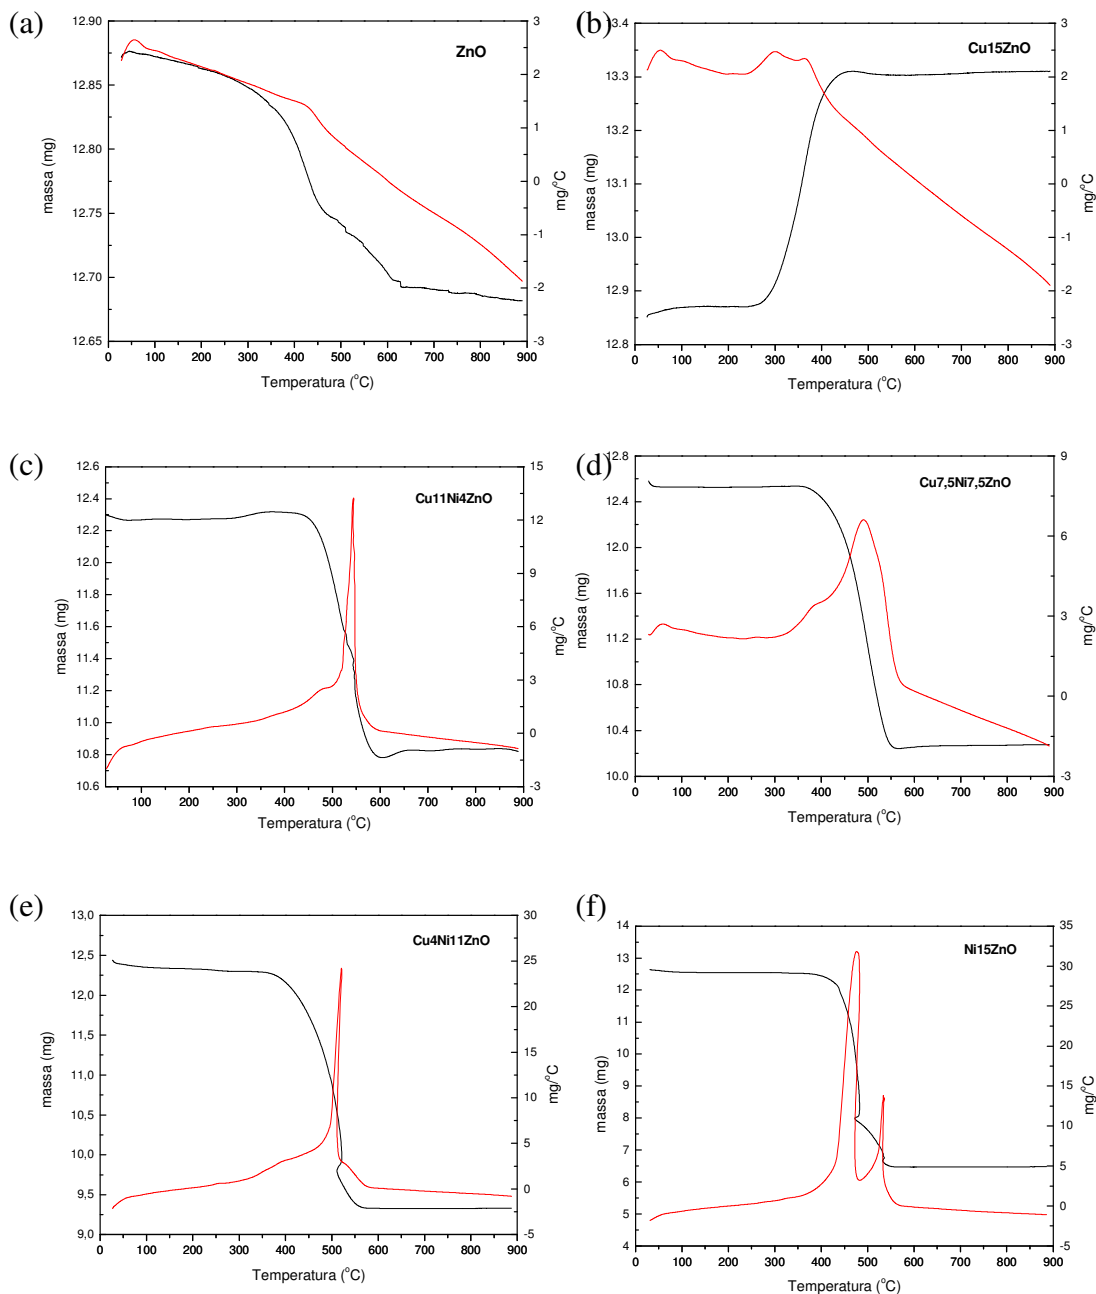 (a)
ZnO
12.90
12.85
12.80
12.75
12.70
12.65
massa (mg)
3
2
1
0
-1
-2
-3
mg/°C
0 100 200 300 400 500 600 700 800 900
Temperatura (°C)
(b)
Cu15ZnO
13.4
13.3
13.2
13.1
13.0
12.9
12.8
massa (mg)
3
2
1
0
-1
-2
-3
mg/°C
0 100 200 300 400 500 600 700 800 900
Temperatura (°C)
(c)
Cu11Ni4ZnO
12.6
12.4
12.2
12.0
11.8
11.6
11.4
11.2
11.0
10.8
10.6
massa (mg)
15
12
9
6
3
0
-3
mg/°C
100 200 300 400 500 600 700 800 900
Temperatura (°C)
(d)
Cu7,5Ni7,5ZnO
12.8
12.4
12.0
11.6
11.2
10.8
10.4
10.0
massa (mg)
9
6
3
0
-3
mg/°C
0 100 200 300 400 500 600 700 800 900
Temperatura (°C)
(e)
Cu4Ni11ZnO
13,0
12,5
12,0
11,5
11,0
10,5
10,0
9,5
9,0
massa (mg)
30
25
20
15
10
5
0
-5
mg/°C
0 100 200 300 400 500 600 700 800 900
Temperatura (°C)
(f)
Ni15ZnO
14
13
12
11
10
9
8
7
6
5
4
massa (mg)
35
30
25
20
15
10
5
0
-5
mg/°C
0 100 200 300 400 500 600 700 800 900
Temperatura (°C)